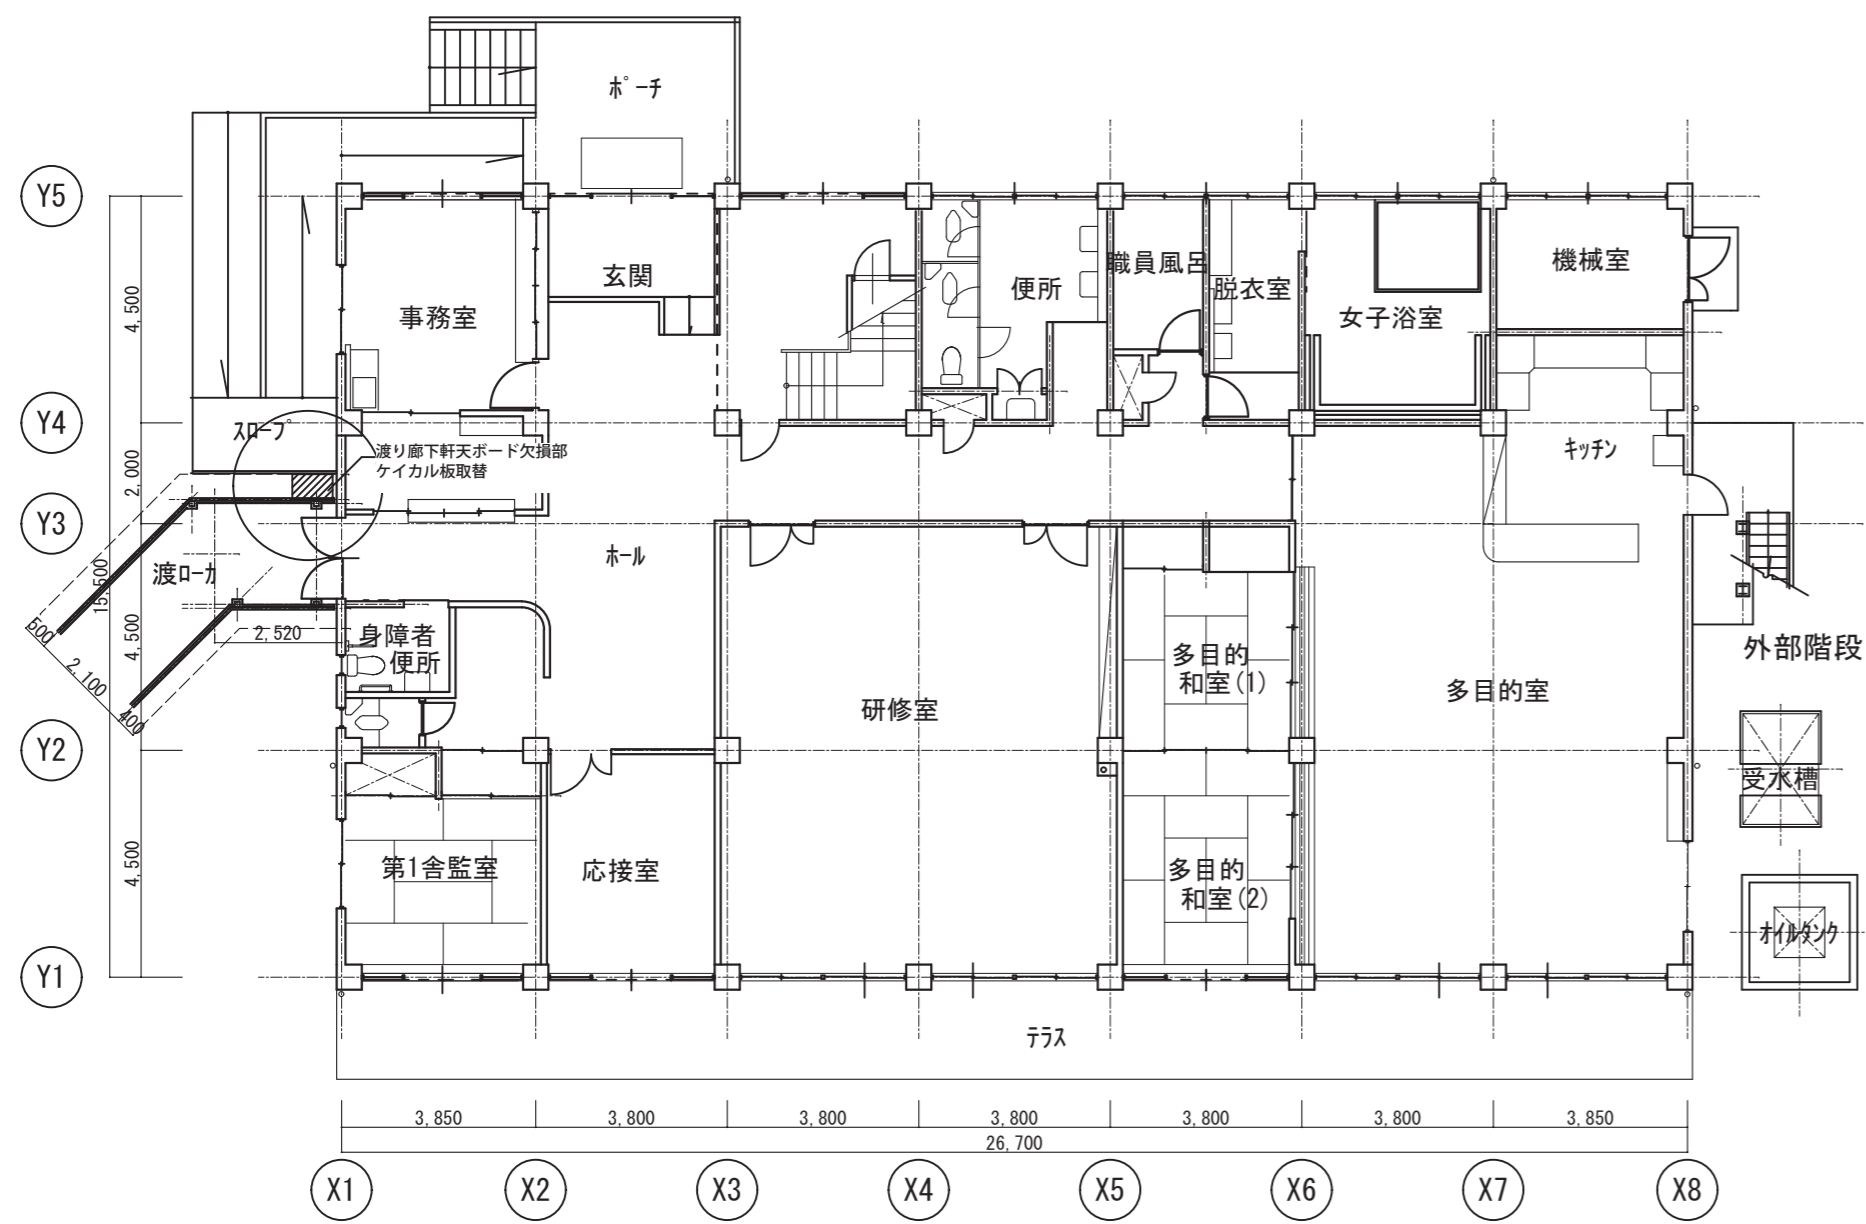 ﾎﾟｰﾁ
Y5
事務室
玄関
便所
職員風呂
脱衣室
女子浴室
機械室
4,500
Y4
ｽﾛｰﾌﾟ
渡り廊下軒天ボード欠損部
ケイカル板取替
ｷｯﾁﾝ
2,000
Y3
渡ﾛｰｶ
ﾎｰﾙ
15,500
500
2,100
400
4,500
2,520
身障者
便所
研修室
多目的
和室(1)
多目的室
外部階段
Y2
受水槽
4,500
第1舎監室
応接室
多目的
和室(2)
ｵｲﾙﾀﾝｸ
Y1
ﾃﾗｽ
3,850
3,800
3,800
3,800
3,800
3,800
3,850
26,700
X1
X2
X3
X4
X5
X6
X7
X8